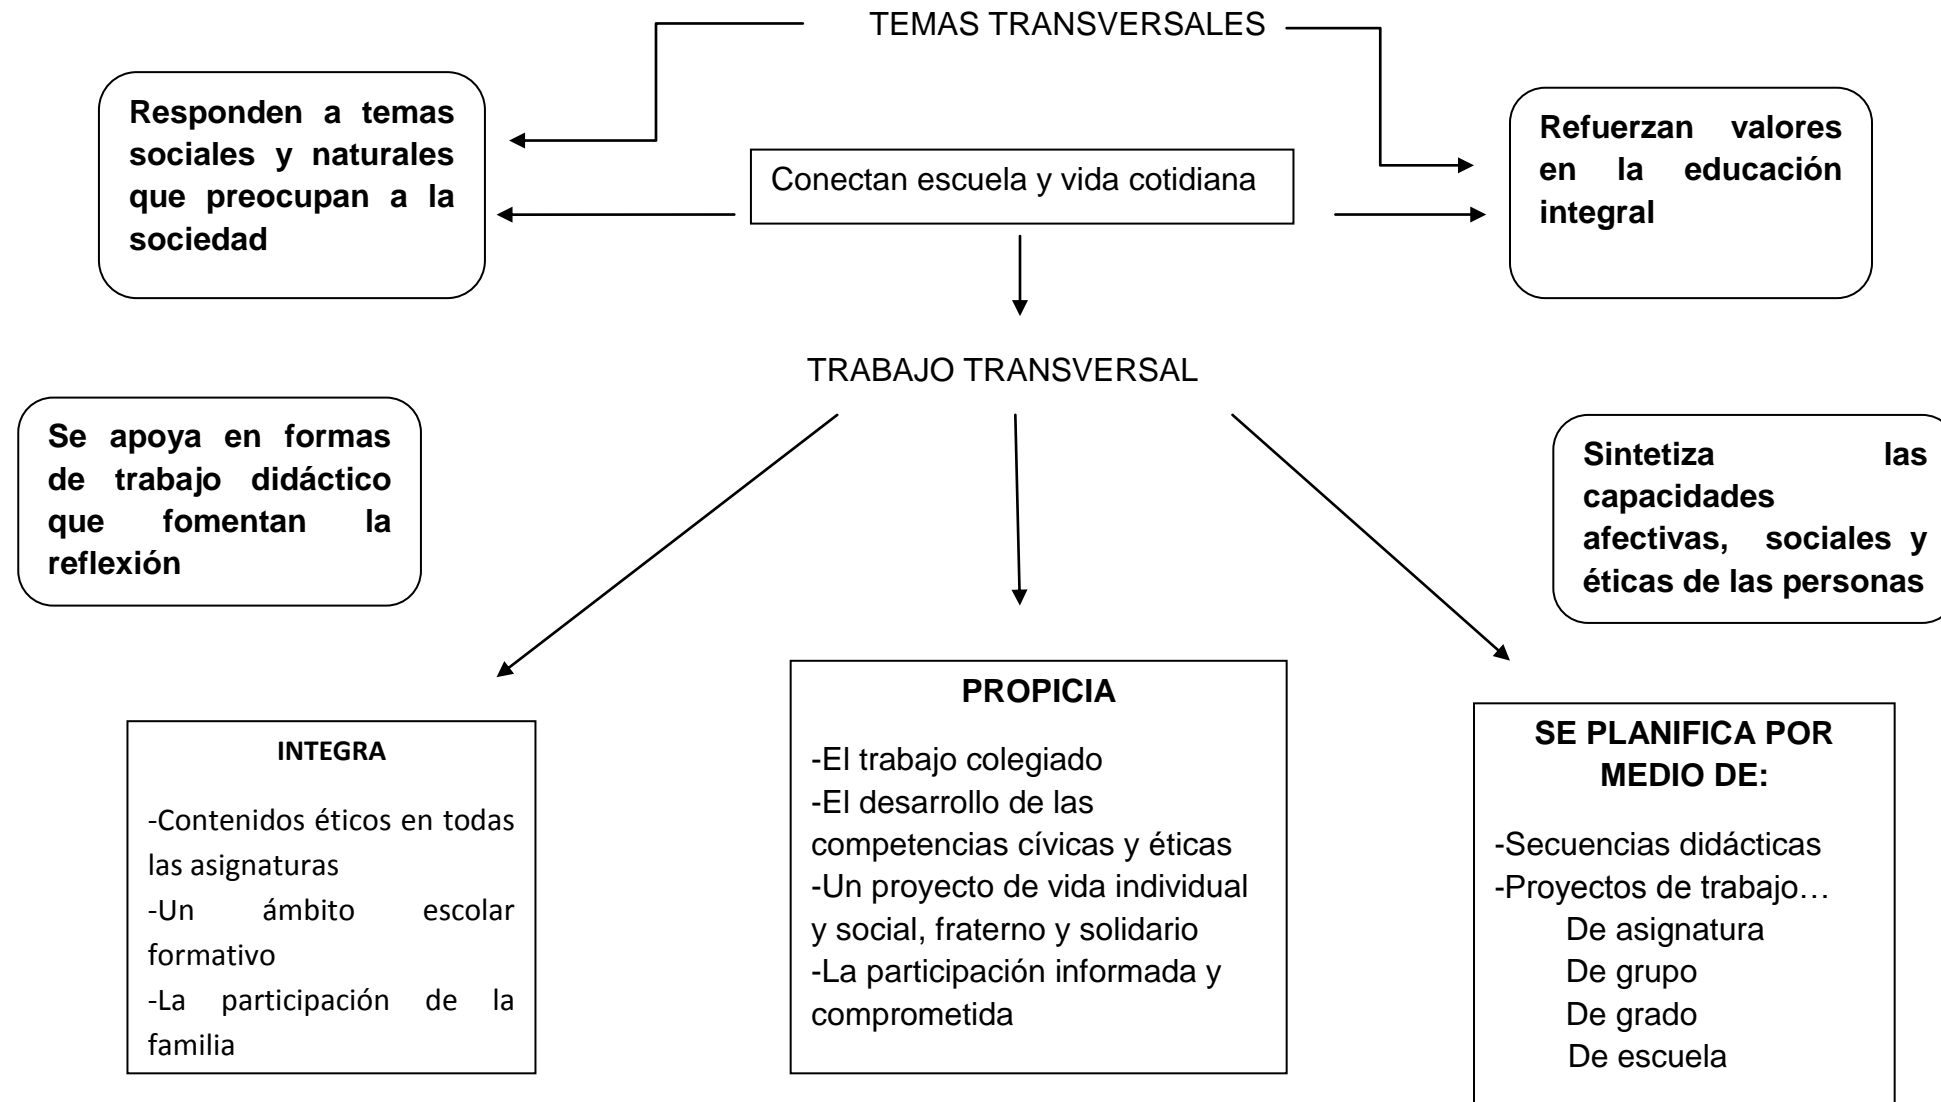 TEMAS TRANSVERSALES
Responden a temas
sociales y naturales
que preocupan a la
sociedad
Conectan escuela y vida cotidiana
Refuerzan valores
en la educación
integral
TRABAJO TRANSVERSAL
Se apoya en formas
de trabajo didáctico
que fomentan la
reflexión
Sintetiza las
capacidades
afectivas, sociales y
éticas de las personas
INTEGRA
-Contenidos éticos en todas
las asignaturas
-Un ámbito escolar
formativo
-La participación de la
familia
PROPICIA
-El trabajo colegiado
-El desarrollo de las
competencias cívicas y éticas
-Un proyecto de vida individual
y social, fraterno y solidario
-La participación informada y
comprometida
SE PLANIFICA POR
MEDIO DE:
-Secuencias didácticas
-Proyectos de trabajo…
De asignatura
De grupo
De grado
De escuela